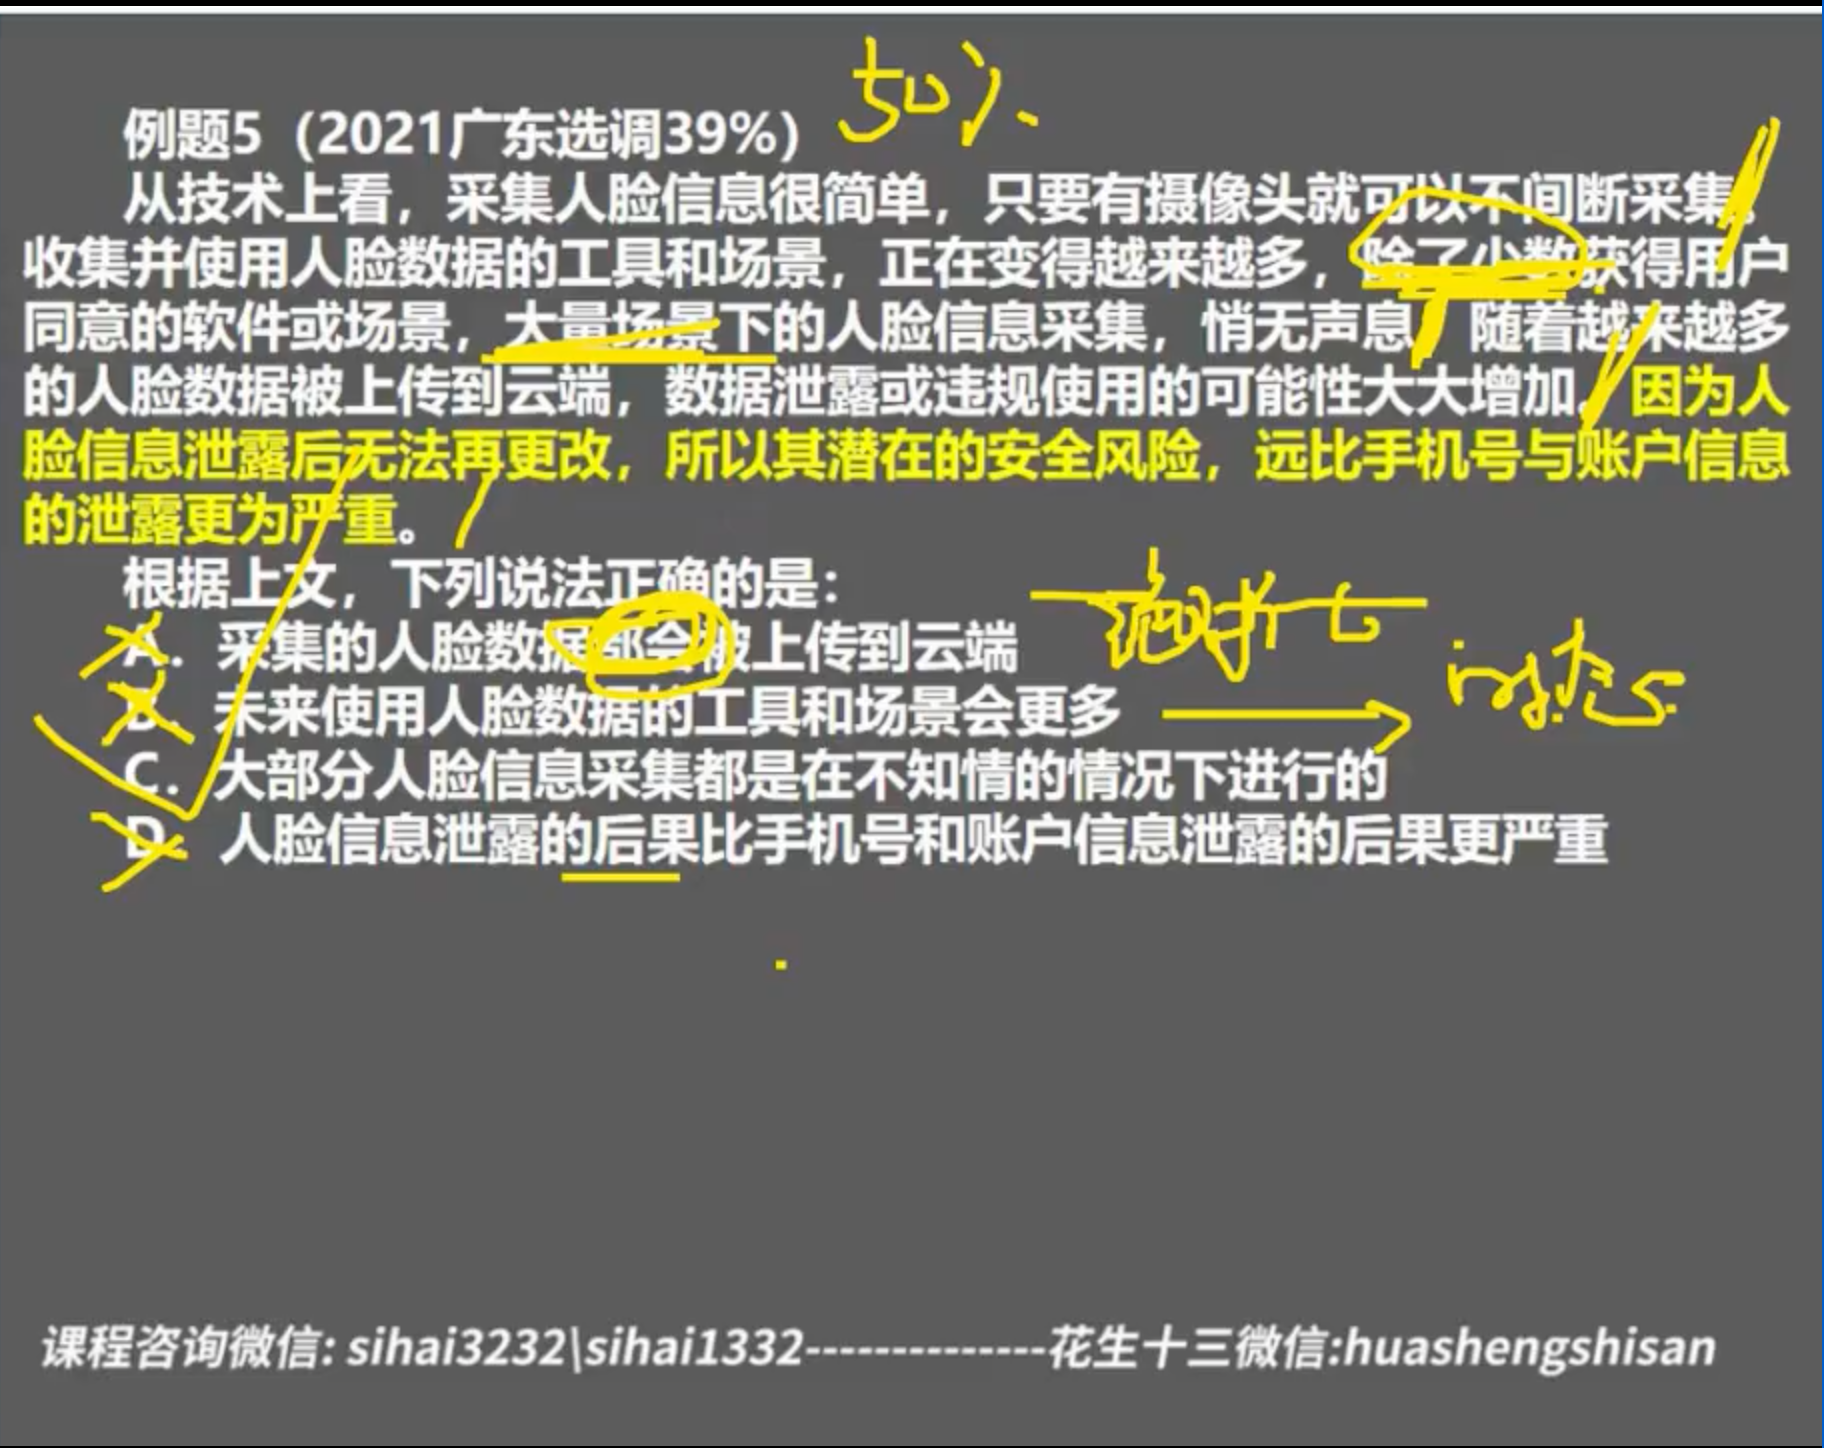 50%
例题5（2021广东选调39%）
从技术上看，采集人脸信息很简单，只要有摄像头就可以不间断采集。
收集并使用人脸数据的工具和场景，正在变得越来越多，除了少数获得用户
同意的软件或场景，大量场景下的人脸信息采集，悄无声息，随着越来越多
的人脸数据被上传到云端，数据泄露或违规使用的可能性大大增加。因为人
脸信息泄露后无法再更改，所以其潜在的安全风险，远比手机号与账户信息
的泄露更为严重。
根据上文，下列说法正确的是：
A. 采集的人脸数据都会被上传到云端
B. 未来使用人脸数据的工具和场景会更多
C. 大部分人脸信息采集都是在不知情的情况下进行的
D. 人脸信息泄露的后果比手机号和账户信息泄露的后果更严重
课程咨询微信: sihai3232\sihai1332--------------花生十三微信:huashengshisan